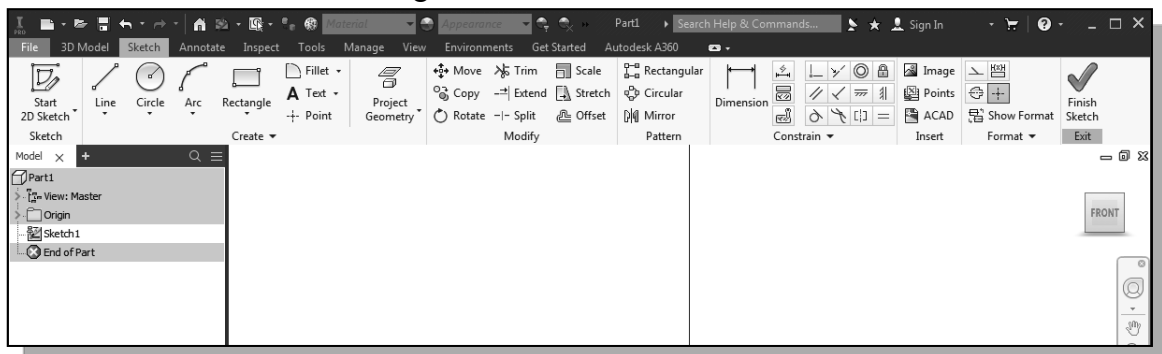 I PRO Material Appearance Part1 Search Help & Commands... Sign In
File 3D Model Sketch Annotate Inspect Tools Manage View Environments Get Started Autodesk A360
Fillet Move Trim Scale Rectangular Image
Start 2D Sketch Line Circle Arc Rectangle Text Point Project Geometry Copy Extend Stretch Circular Dimension Points Finish Sketch
Rotate Split Offset Mirror ACAD Show Format
Sketch Create Modify Pattern Constrain Insert Format Exit
Model × +
Part1
View: Master
Origin
Sketch1
End of Part
FRONT